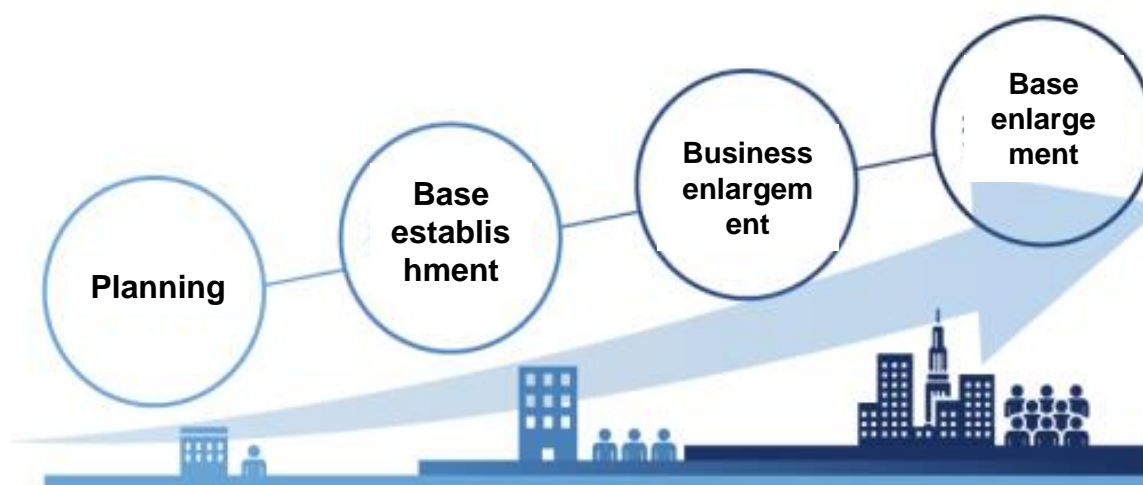 Planning
Base
establis
hment
Business
enlargem
ent
Base
enlarge
ment